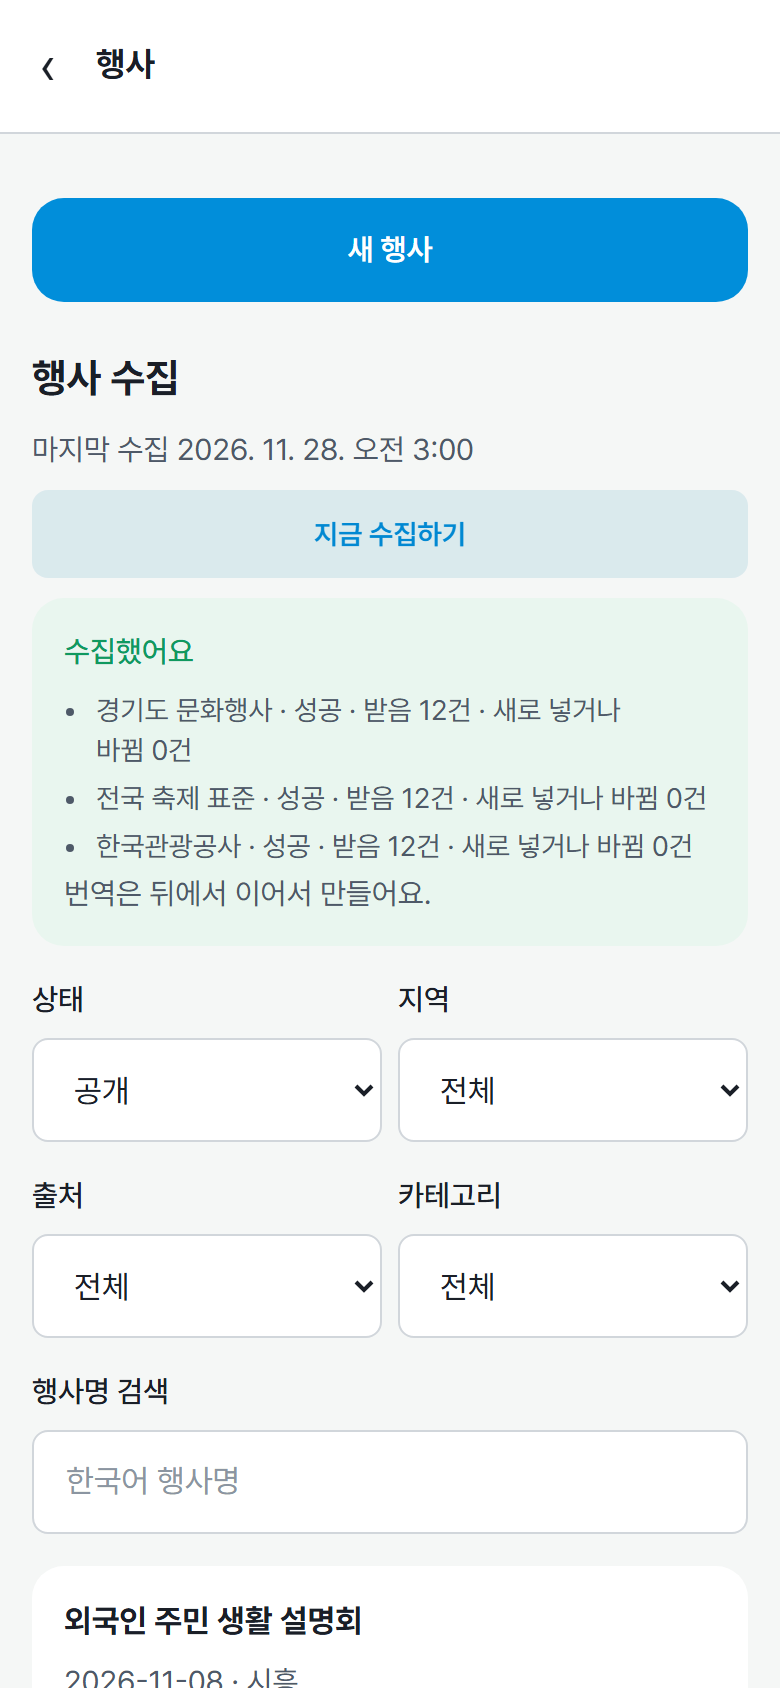 ‹ 행사
새 행사
행사 수집
마지막 수집 2026. 11. 28. 오전 3:00
지금 수집하기
수집했어요
• 경기도 문화행사 · 성공 · 받음 12건 · 새로 넣거나
바뀜 0건
• 전국 축제 표준 · 성공 · 받음 12건 · 새로 넣거나 바뀜 0건
• 한국관광공사 · 성공 · 받음 12건 · 새로 넣거나 바뀜 0건
번역은 뒤에서 이어서 만들어요.
상태 지역
공개 전체
출처 카테고리
전체 전체
행사명 검색
한국어 행사명
외국인 주민 생활 설명회
2026-11-08 · 시흥